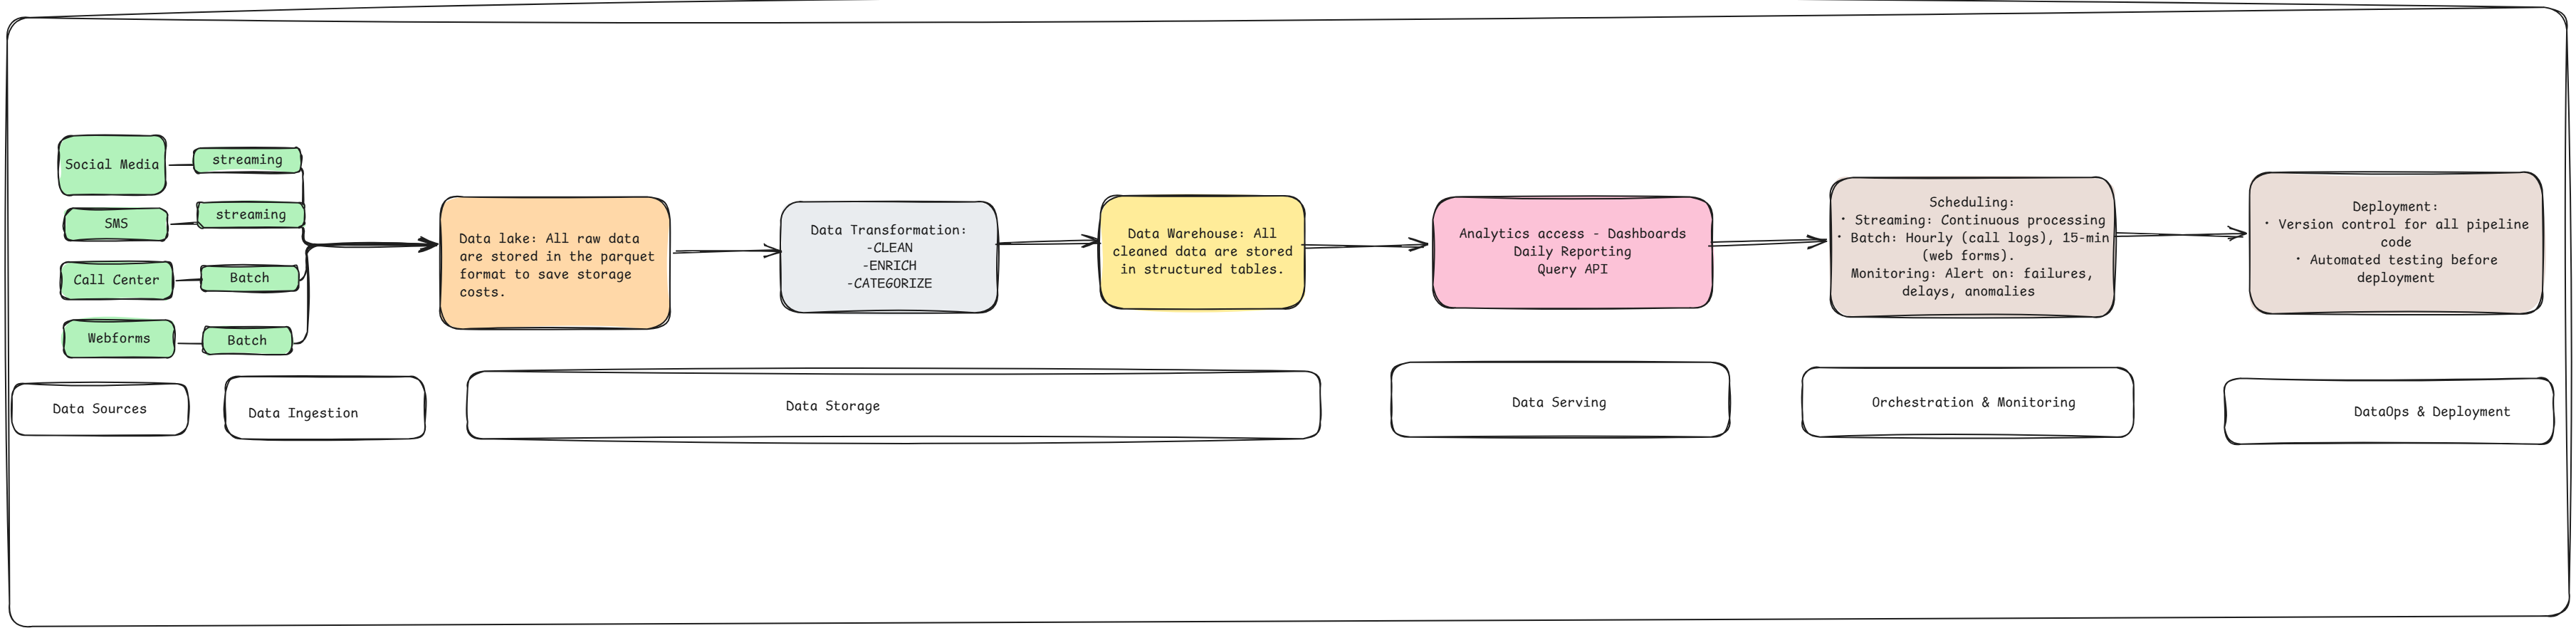 Social Media
streaming
SMS
streaming
Call Center
Batch
Webforms
Batch
Data lake: All raw data
are stored in the parquet
format to save storage
costs.
Data Transformation:
-CLEAN
-ENRICH
-CATEGORIZE
Data Warehouse: All
cleaned data are stored
in structured tables.
Analytics access - Dashboards
Daily Reporting
Query API
Scheduling:
• Streaming: Continuous processing
• Batch: Hourly (call logs), 15-min
(web forms).
Monitoring: Alert on: failures,
delays, anomalies
Deployment:
• Version control for all pipeline
code
• Automated testing before
deployment
Data Sources
Data Ingestion
Data Storage
Data Serving
Orchestration & Monitoring
DataOps & Deployment